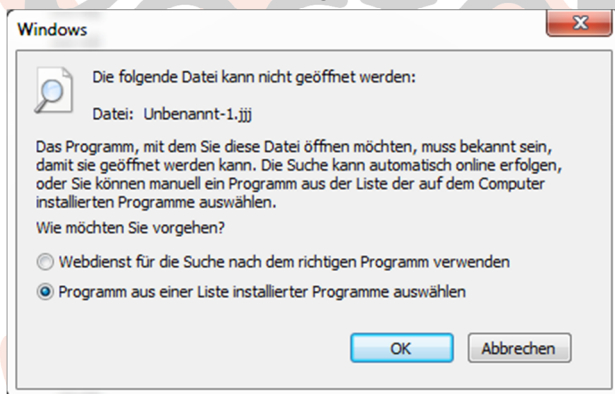 Windows
Die folgende Datei kann nicht geöffnet werden:
Datei: Unbenannt-1.jjj
Das Programm, mit dem Sie diese Datei öffnen möchten, muss bekannt sein,
damit sie geöffnet werden kann. Die Suche kann automatisch online erfolgen,
oder Sie können manuell ein Programm aus der Liste der auf dem Computer
installierten Programme auswählen.
Wie möchten Sie vorgehen?
Webdienst für die Suche nach dem richtigen Programm verwenden
Programm aus einer Liste installierter Programme auswählen
OK Abbrechen